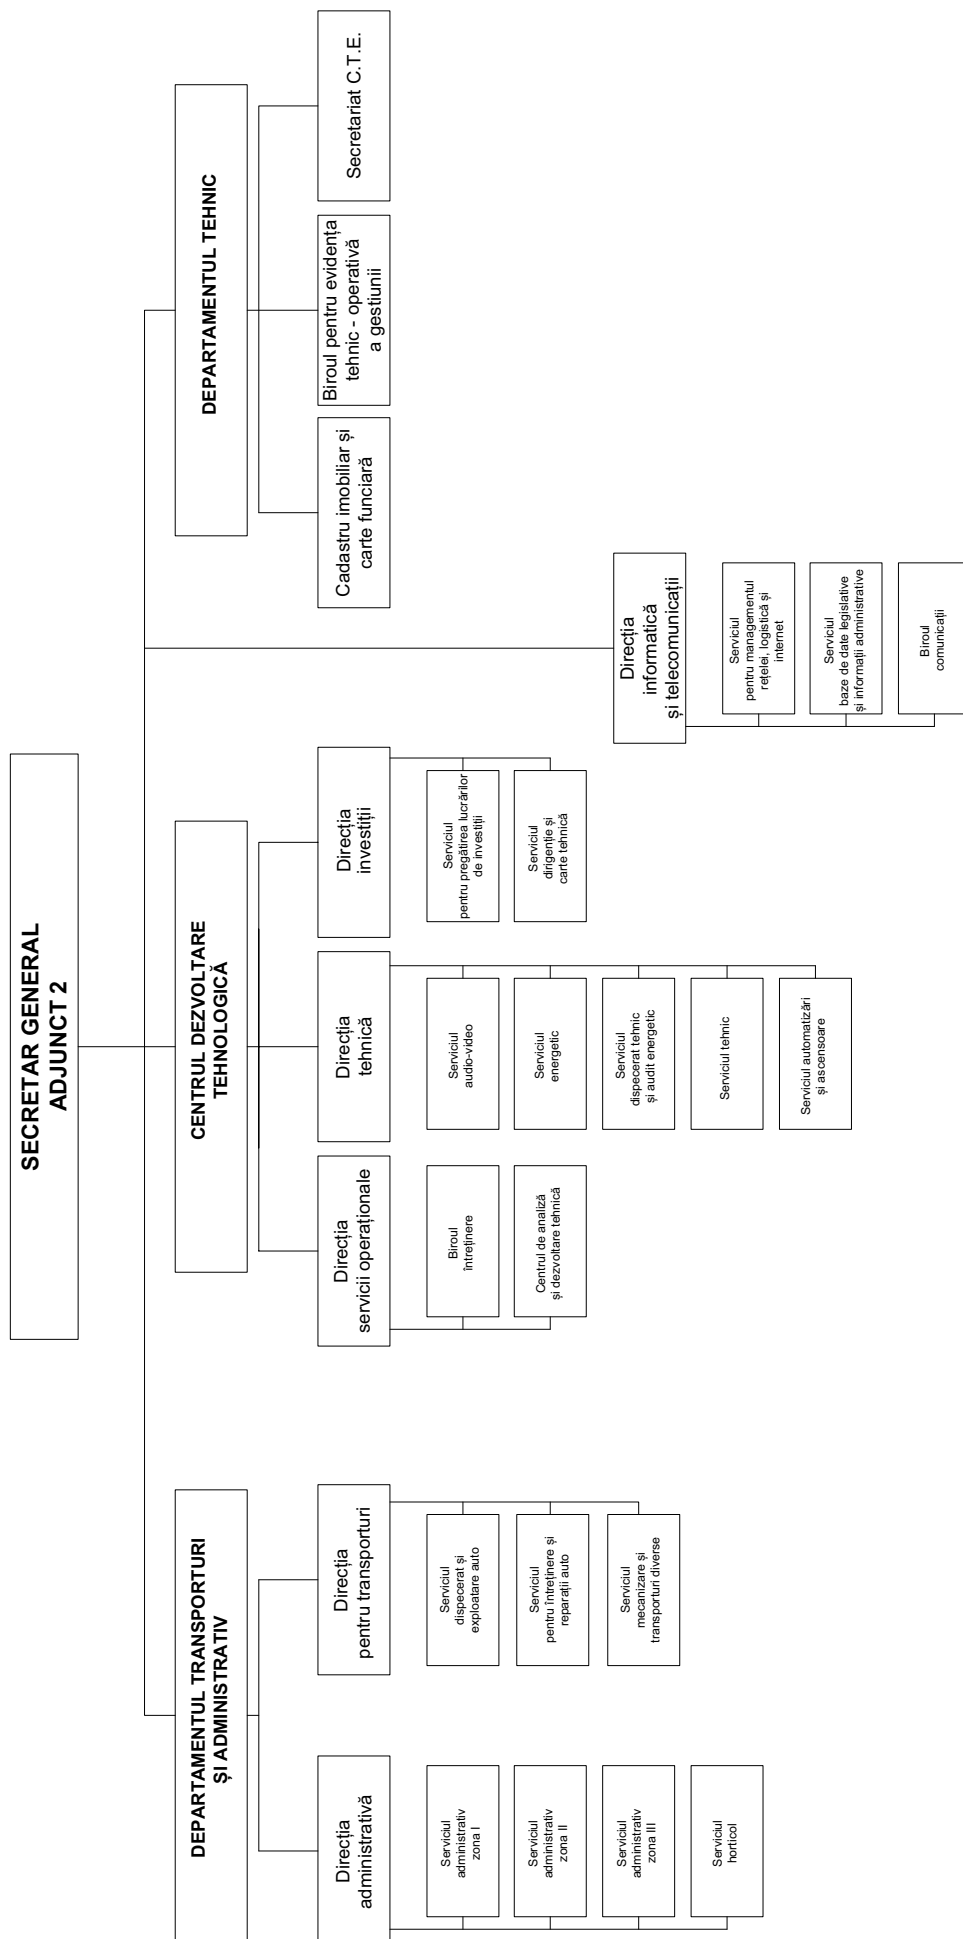 SECRETAR GENERAL
ADJUNCT 2
DEPARTAMENTUL TRANSPORTURI
ȘI ADMINISTRATIV
CENTRUL DEZVOLTARE
TEHNOLOGICĂ
DEPARTAMENTUL TEHNIC
Direcția
administrativă
Direcția
pentru transporturi
Direcția
servicii operaționale
Direcția
tehnică
Direcția
investiții
Cadastru imobiliar și
carte funciară
Biroul pentru evidența
tehnic - operativă
a gestiunii
Secretariat C.T.E.
Serviciul
administrativ
zona I
Serviciul
administrativ
zona II
Serviciul
administrativ
zona III
Serviciul
horticol
Serviciul
dispecerat și
exploatare auto
Serviciul
pentru întreținere și
reparații auto
Serviciul
mecanizare și
transporturi diverse
Biroul
întreținere
Centrul de analiză
și dezvoltare tehnică
Serviciul
audio-video
Serviciul
energetic
Serviciul
dispecerat tehnic
și audit energetic
Serviciul tehnic
Serviciul automatizări
și ascensoare
Serviciul
pentru pregătirea lucrărilor
de investiții
Serviciul
dirigenție și
carte tehnică
Direcția
informatică
și telecomunicații
Serviciul
pentru managementul
rețelei, logistică și
internet
Serviciul
baze de date legislative
și informații administrative
Biroul
comunicații